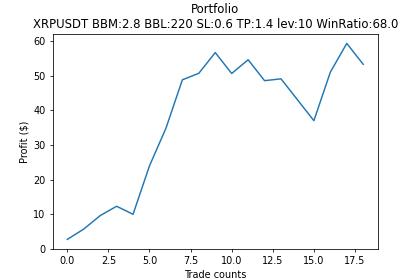 Portfolio
XRPUSDT BBM:2.8 BBL:220 SL:0.6 TP:1.4 lev:10 WinRatio:68.0
60
50
40
30
20
10
0
Profit ($)
0.0 2.5 5.0 7.5 10.0 12.5 15.0 17.5
Trade counts